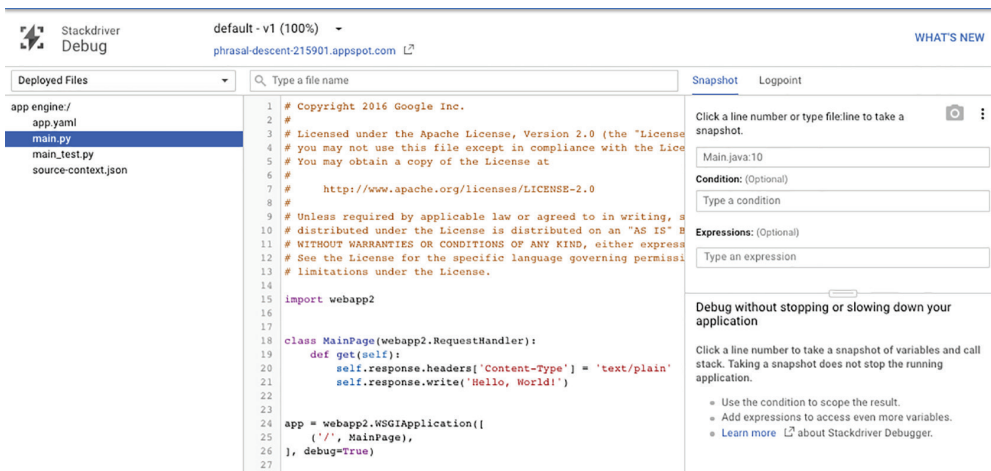 Stackdriver
Debug
default - v1 (100%)
phrasal-descent-215901.appspot.com
WHAT'S NEW
Deployed Files
Type a file name
app engine:/
app.yaml
main.py
main_test.py
source-context.json
1 # Copyright 2016 Google Inc.
2 #
3 # Licensed under the Apache License, Version 2.0 (the "License
4 # you may not use this file except in compliance with the Lice
5 # You may obtain a copy of the License at
6 #
7 #     http://www.apache.org/licenses/LICENSE-2.0
8 #
9 # Unless required by applicable law or agreed to in writing, s
10 # distributed under the License is distributed on an "AS IS" B
11 # WITHOUT WARRANTIES OR CONDITIONS OF ANY KIND, either express
12 # See the License for the specific language governing permissi
13 # limitations under the License.
14
15 import webapp2
16
17
18 class MainPage(webapp2.RequestHandler):
19     def get(self):
20         self.response.headers['Content-Type'] = 'text/plain'
21         self.response.write('Hello, World!')
22
23
24 app = webapp2.WSGIApplication([
25     ('/', MainPage),
26 ], debug=True)
27
Snapshot Logpoint
Click a line number or type file:line to take a
snapshot.
Main.java:10
Condition: (Optional)
Type a condition
Expressions: (Optional)
Type an expression
Debug without stopping or slowing down your
application
Click a line number to take a snapshot of variables and call
stack. Taking a snapshot does not stop the running
application.
Use the condition to scope the result.
Add expressions to access even more variables.
Learn more about Stackdriver Debugger.